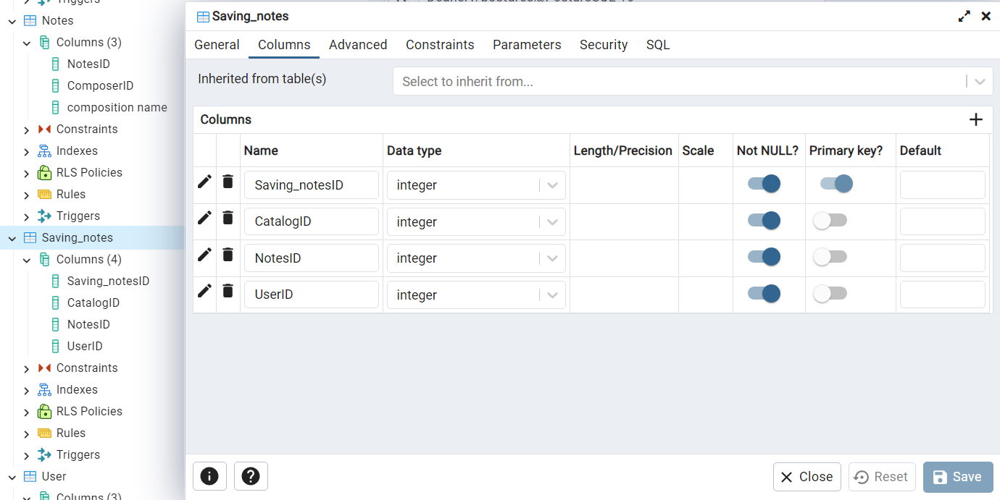 Triggers
Notes
Columns (3)
NotesID
ComposerID
composition name
Constraints
Indexes
RLS Policies
Rules
Triggers
Saving_notes
Columns (4)
Saving_notesID
CatalogID
NotesID
UserID
Constraints
Indexes
RLS Policies
Rules
Triggers
User
Columns (3)
Saving_notes
General Columns Advanced Constraints Parameters Security SQL
Inherited from table(s) Select to inherit from...
Columns
Name Data type Length/Precision Scale Not NULL? Primary key? Default
Saving_notesID integer
CatalogID integer
NotesID integer
UserID integer
Close Reset Save